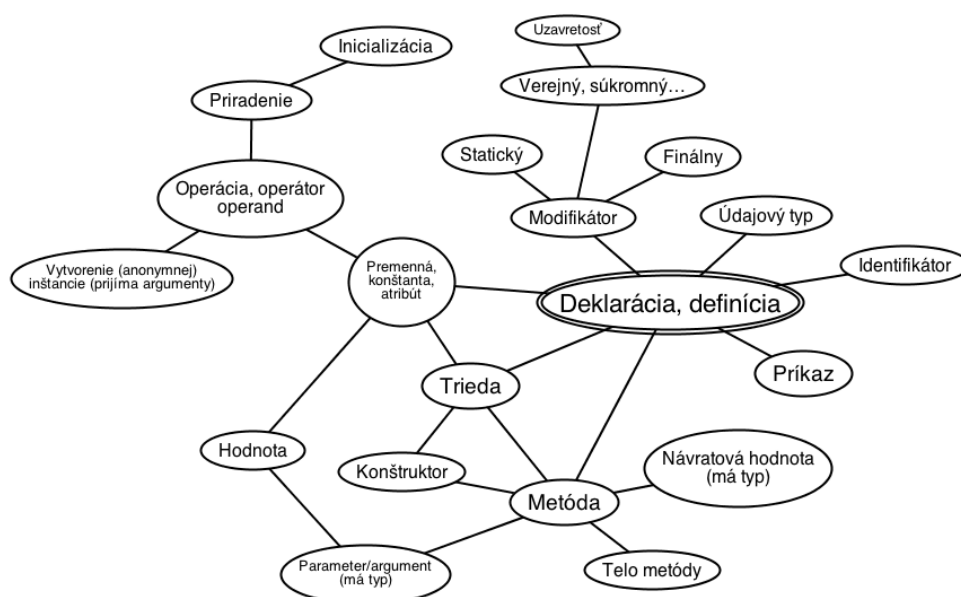 Uzavretosť
Inicializácia
Verejný, súkromný…
Priradenie
Statický
Finálny
Operácia, operátor
operand
Modifikátor
Údajový typ
Vytvorenie (anonymnej)
inštancie (prijíma argumenty)
Premenná,
konštanta,
atribút
Identifikátor
Deklarácia, definícia
Trieda
Príkaz
Hodnota
Konštruktor
Návratová hodnota
(má typ)
Metóda
Parameter/argument
(má typ)
Telo metódy